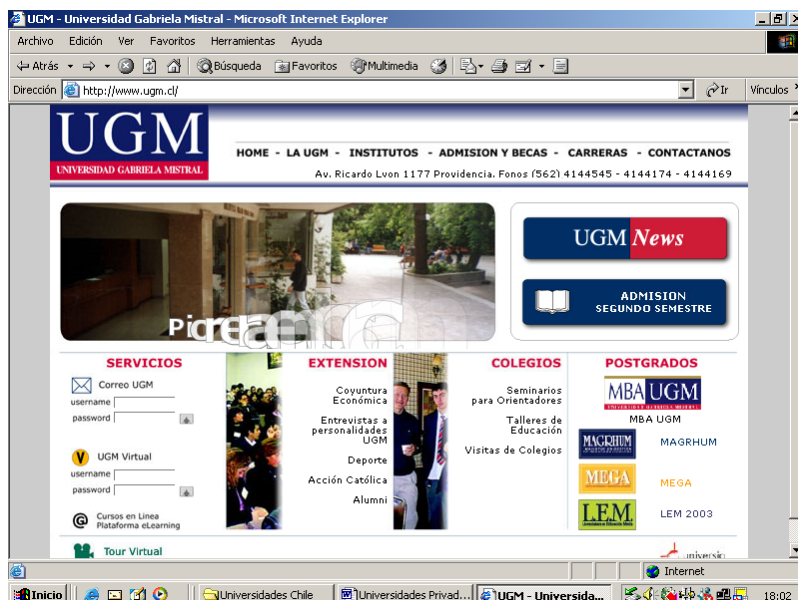 UGM - Universidad Gabriela Mistral - Microsoft Internet Explorer
Archivo Edición Ver Favoritos Herramientas Ayuda
Atrás Búsqueda Favoritos Multimedia
Dirección http://www.ugm.cl/ Ir Vínculos
UGM
UNIVERSIDAD GABRIELA MISTRAL
HOME - LA UGM - INSTITUTOS - ADMISION Y BECAS - CARRERAS - CONTACTANOS
Av. Ricardo Lyon 1177 Providencia. Fonos (562) 4144545 - 4144174 - 4144169
UGM News
ADMISION
SEGUNDO SEMESTRE
SERVICIOS
Correo UGM
username
password
UGM Virtual
username
password
Cursos en Linea
Plataforma eLearning
Tour Virtual
EXTENSION
Coyuntura
Económica
Entrevistas a
personalidades
UGM
Deporte
Acción Católica
Alumni
COLEGIOS
Seminarios
para Orientadores
Talleres de
Educación
Visitas de Colegios
POSTGRADOS
MBA UGM
MBA UGM
MAGRHUM MAGRHUM
MEGA MEGA
L.E.M. LEM 2003
universia
Internet
Inicio Universidades Chile Universidades Privad... UGM - Universida... 18:02